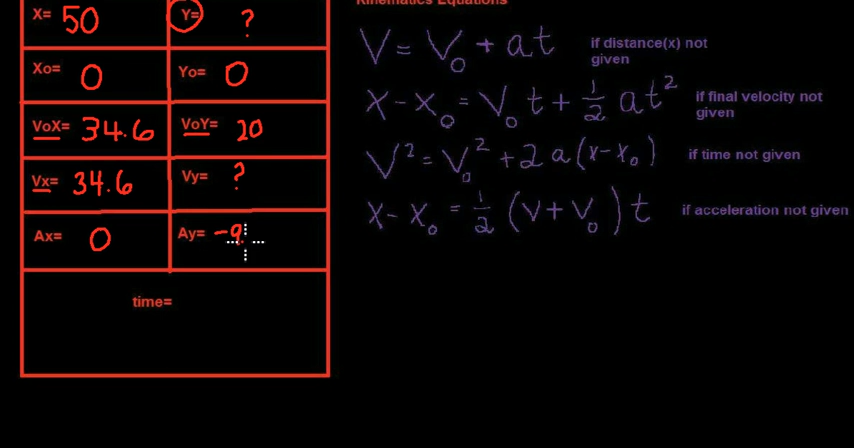 Kinematics Equations
X= 50 Y= ?
Xo= 0 Yo= 0
VoX= 34.6 VoY= 20
Vx= 34.6 Vy= ?
Ax= 0 Ay= -9.
time=
V = V₀ + at if distance(x) not
given
x - x₀ = V₀ t + 1/2 at² if final velocity not
given
V² = V₀² + 2a(x - x₀) if time not given
x - x₀ = 1/2 (V + V₀) t if acceleration not given